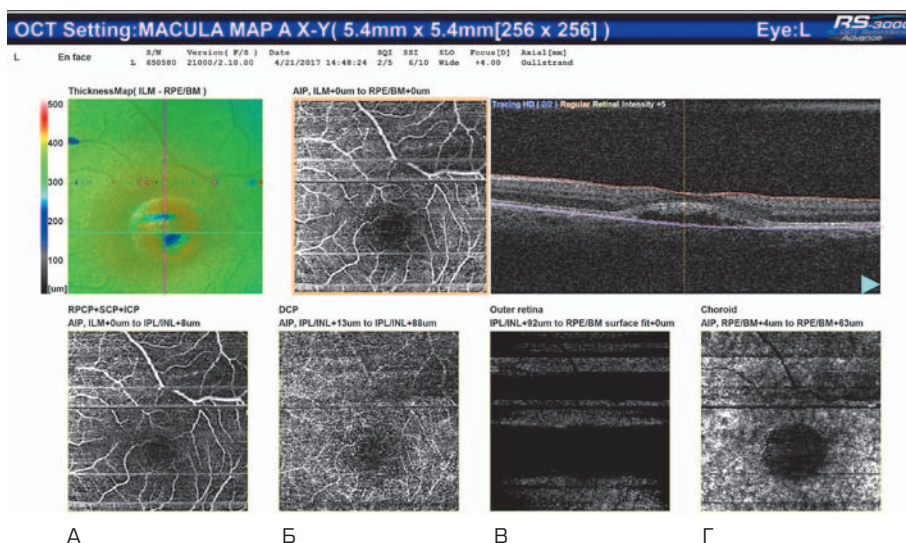 OCT Setting:MACULA MAP A X-Y( 5.4mm x 5.4mm[256 x 256] ) Eye:L RS-3000 Advance
L En face S/N Version( F/S ) Date SQI SSI SLO Focus[D] Axial[mm]
L 650580 21000/2.10.00 4/21/2017 14:48:24 2/5 6/10 Wide +4.00 Gullstrand
ThicknessMap( ILM - RPE/BM )
AIP, ILM+0um to RPE/BM+0um
Tracing HD ( 2/2 ) - Regular Retinal Intensity +5
500
400
300
200
100
[um]
RPCP+SCP+ICP
AIP, ILM+0um to IPL/INL+8um
DCP
AIP, IPL/INL+13um to IPL/INL+88um
Outer retina
IPL/INL+92um to RPE/BM surface fit+0um
Choroid
AIP, RPE/BM+4um to RPE/BM+63um
А Б В Г